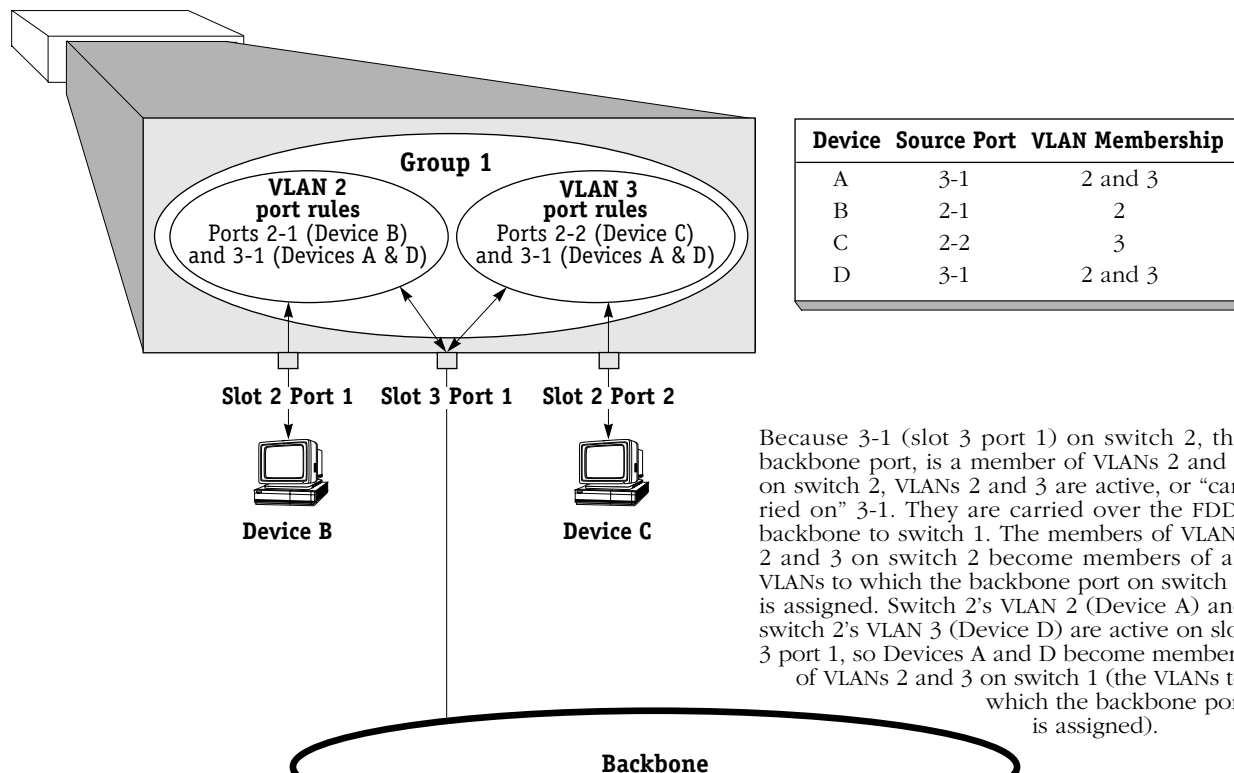 Group 1
VLAN 2
port rules
Ports 2-1 (Device B)
and 3-1 (Devices A & D)
VLAN 3
port rules
Ports 2-2 (Device C)
and 3-1 (Devices A & D)
Slot 2 Port 1
Slot 3 Port 1
Slot 2 Port 2
Device B
Device C
Device Source Port VLAN Membership
A 3-1 2 and 3
B 2-1 2
C 2-2 3
D 3-1 2 and 3
Because 3-1 (slot 3 port 1) on switch 2, th
backbone port, is a member of VLANs 2 and
on switch 2, VLANs 2 and 3 are active, or “car
ried on” 3-1. They are carried over the FDD
backbone to switch 1. The members of VLAN
2 and 3 on switch 2 become members of a
VLANs to which the backbone port on switch
is assigned. Switch 2’s VLAN 2 (Device A) an
switch 2’s VLAN 3 (Device D) are active on slo
3 port 1, so Devices A and D become member
of VLANs 2 and 3 on switch 1 (the VLANs t
which the backbone por
is assigned).
Backbone